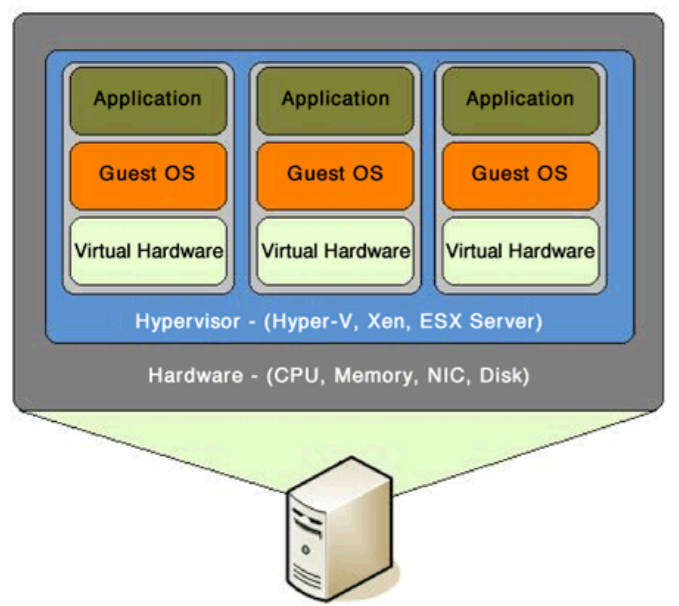 Application
Application
Application
Guest OS
Guest OS
Guest OS
Virtual Hardware
Virtual Hardware
Virtual Hardware
Hypervisor - (Hyper-V, Xen, ESX Server)
Hardware - (CPU, Memory, NIC, Disk)